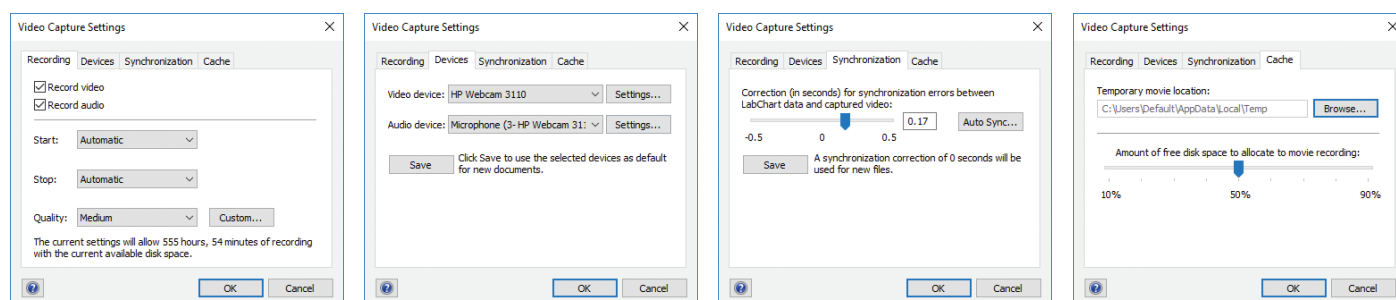 Video Capture Settings
Recording Devices Synchronization Cache
Record video
Record audio
Start: Automatic
Stop: Automatic
Quality: Medium Custom...
The current settings will allow 555 hours, 54 minutes of recording
with the current available disk space.
OK Cancel
Video Capture Settings
Recording Devices Synchronization Cache
Video device: HP Webcam 3110 Settings...
Audio device: Microphone (3- HP Webcam 31: Settings...
Save Click Save to use the selected devices as default
for new documents.
OK Cancel
Video Capture Settings
Recording Devices Synchronization Cache
Correction (in seconds) for synchronization errors between
LabChart data and captured video:
0.17 Auto Sync...
-0.5 0 0.5
Save A synchronization correction of 0 seconds will be
used for new files.
OK Cancel
Video Capture Settings
Recording Devices Synchronization Cache
Temporary movie location:
C:\Users\Default\AppData\Local\Temp Browse...
Amount of free disk space to allocate to movie recording:
10% 50% 90%
OK Cancel